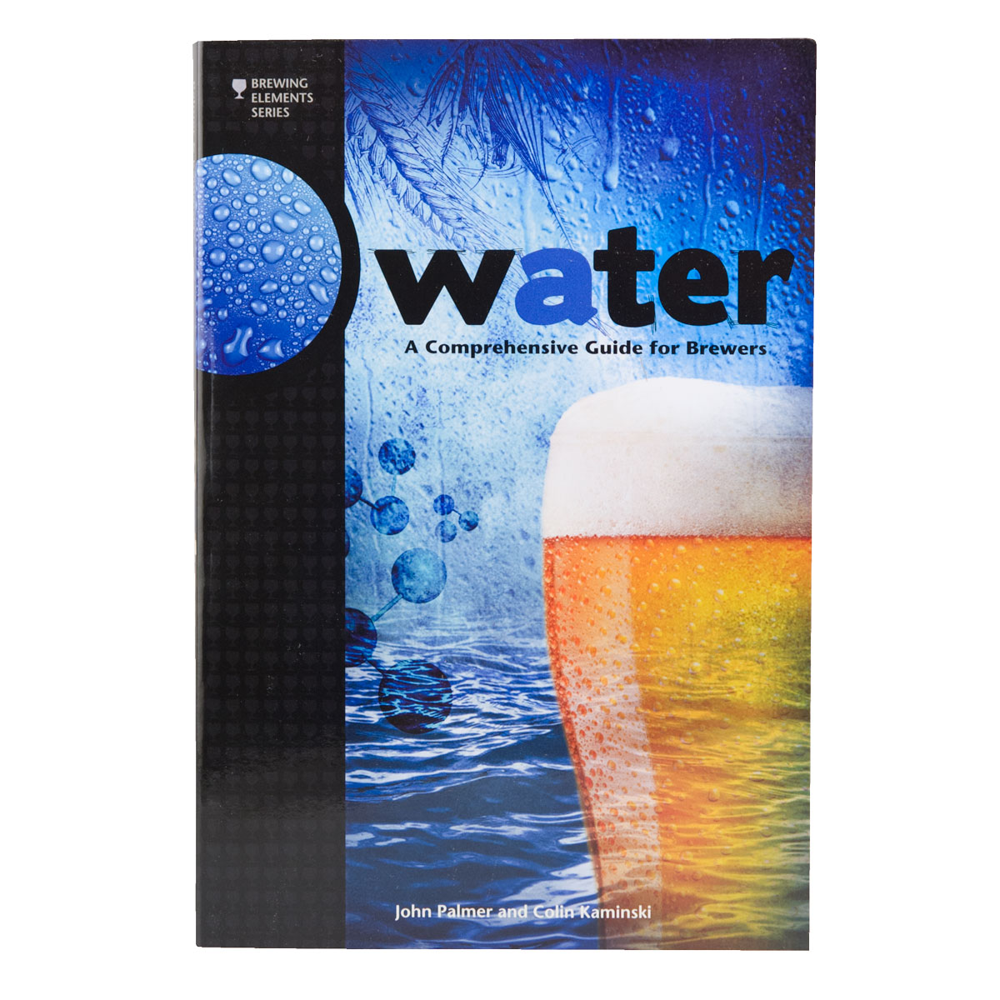 BREWING
ELEMENTS
SERIES
water
A Comprehensive Guide for Brewers
John Palmer and Colin Kaminski